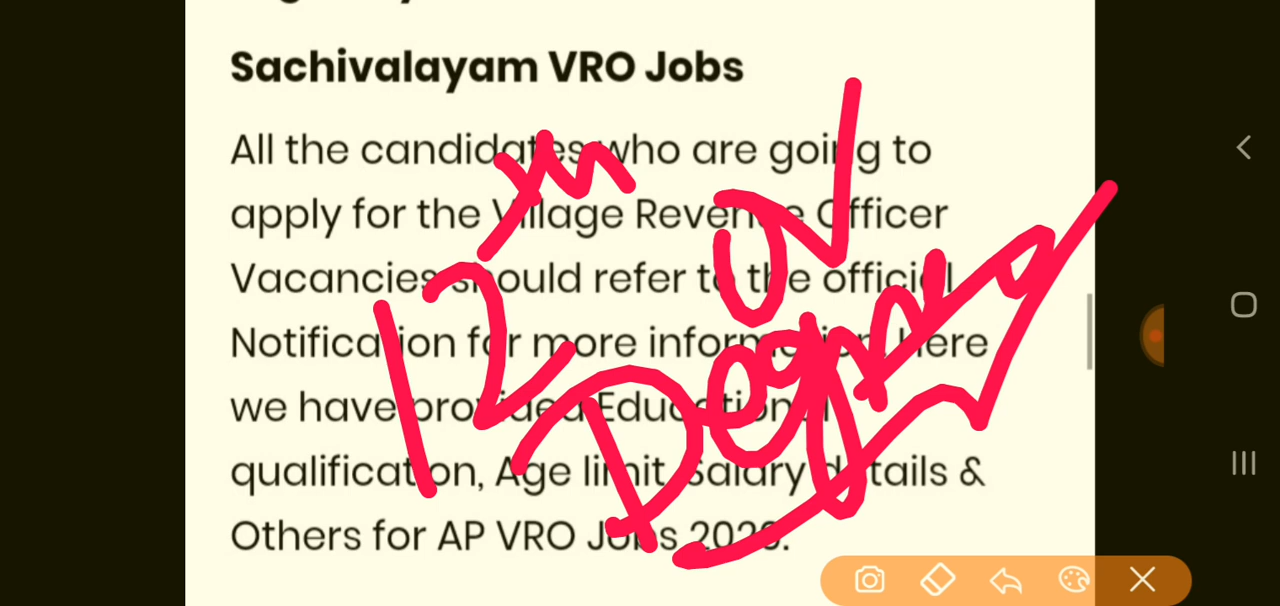 Sachivalayam VRO Jobs
All the candidates who are going to
apply for the Village Revenue Officer
Vacancies should refer to the official
Notification for more information. Here
we have provided Educational
qualification, Age limit, Salary details &
Others for AP VRO Jobs 2020.
12th or
Degree